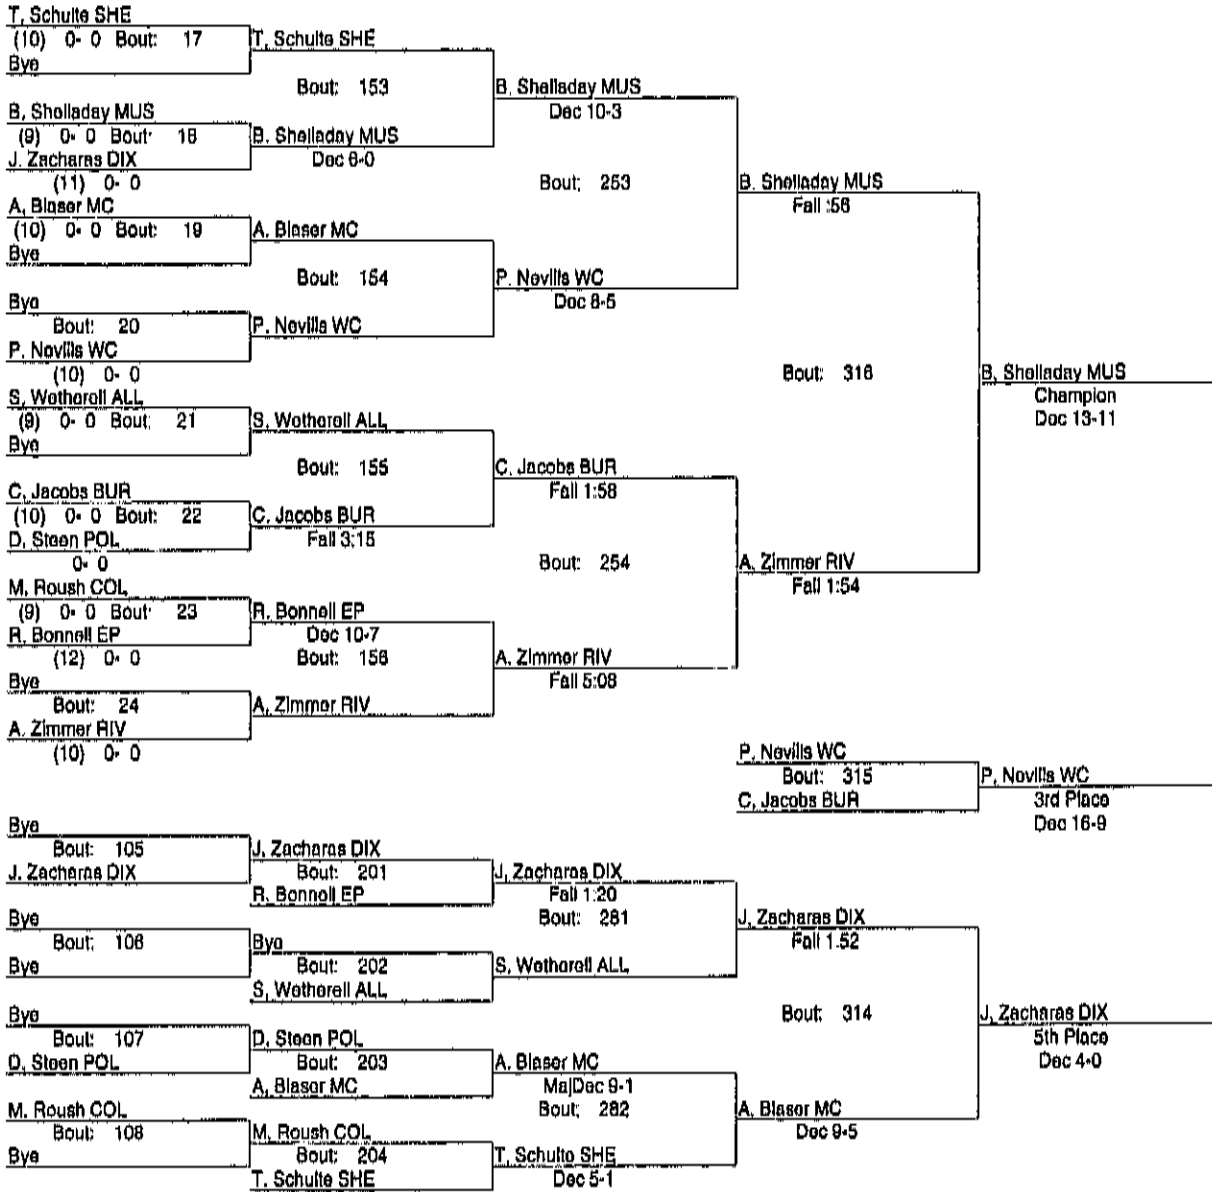 T, Schulte SHE
(10) 0- 0 Bout: 17
Bye
T, Schulte SHE
Bout: 153
B, Shelladay MUS
(9) 0- 0 Bout: 18
J. Zacharas DIX
(11) 0- 0
B. Shelladay MUS
Dec 6-0
B. Shelladay MUS
Dec 10-3
Bout: 253
A, Blaser MC
(10) 0- 0 Bout: 19
Bye
A. Blaser MC
Bout: 154
Bye
Bout: 20
P. Nevills WC
(10) 0- 0
P. Nevills WC
P. Nevills WC
Dec 8-5
B. Shelladay MUS
Fall :56
Bout: 316
S, Wetherell ALL
(9) 0- 0 Bout: 21
Bye
S, Wetherell ALL
Bout: 155
C, Jacobs BUR
(10) 0- 0 Bout: 22
D, Steen POL
0- 0
C. Jacobs BUR
Fall 3:15
C. Jacobs BUR
Fall 1:58
Bout: 254
M, Roush COL
(9) 0- 0 Bout: 23
R, Bonnell EP
(12) 0- 0
R, Bonnell EP
Dec 10-7
Bout: 156
Bye
Bout: 24
A. Zimmer RIV
(10) 0- 0
A, Zimmer RIV
A. Zimmer RIV
Fall 5:08
A, Zimmer RIV
Fall 1:54
B, Shelladay MUS
Champion
Dec 13-11
P. Nevills WC
Bout: 315
C, Jacobs BUR
P, Nevills WC
3rd Place
Dec 16-9
Bye
Bout: 105
J. Zacharas DIX
J, Zacharas DIX
Bout: 201
R. Bonnell EP
J, Zacharas DIX
Fall 1:20
Bout: 281
Bye
Bout: 106
Bye
Bye
Bout: 202
S, Wetherell ALL
S, Wetherell ALL
J, Zacharas DIX
Fall 1.52
Bout: 314
Bye
Bout: 107
D, Steen POL
D, Steen POL
Bout: 203
A, Blaser MC
A. Blaser MC
MajDec 9-1
Bout: 282
M. Roush COL
Bout: 108
Bye
M, Roush COL
Bout: 204
T. Schulte SHE
T, Schulte SHE
Dec 5-1
A, Blaser MC
Dec 9-5
J, Zacharas DIX
5th Place
Dec 4-0